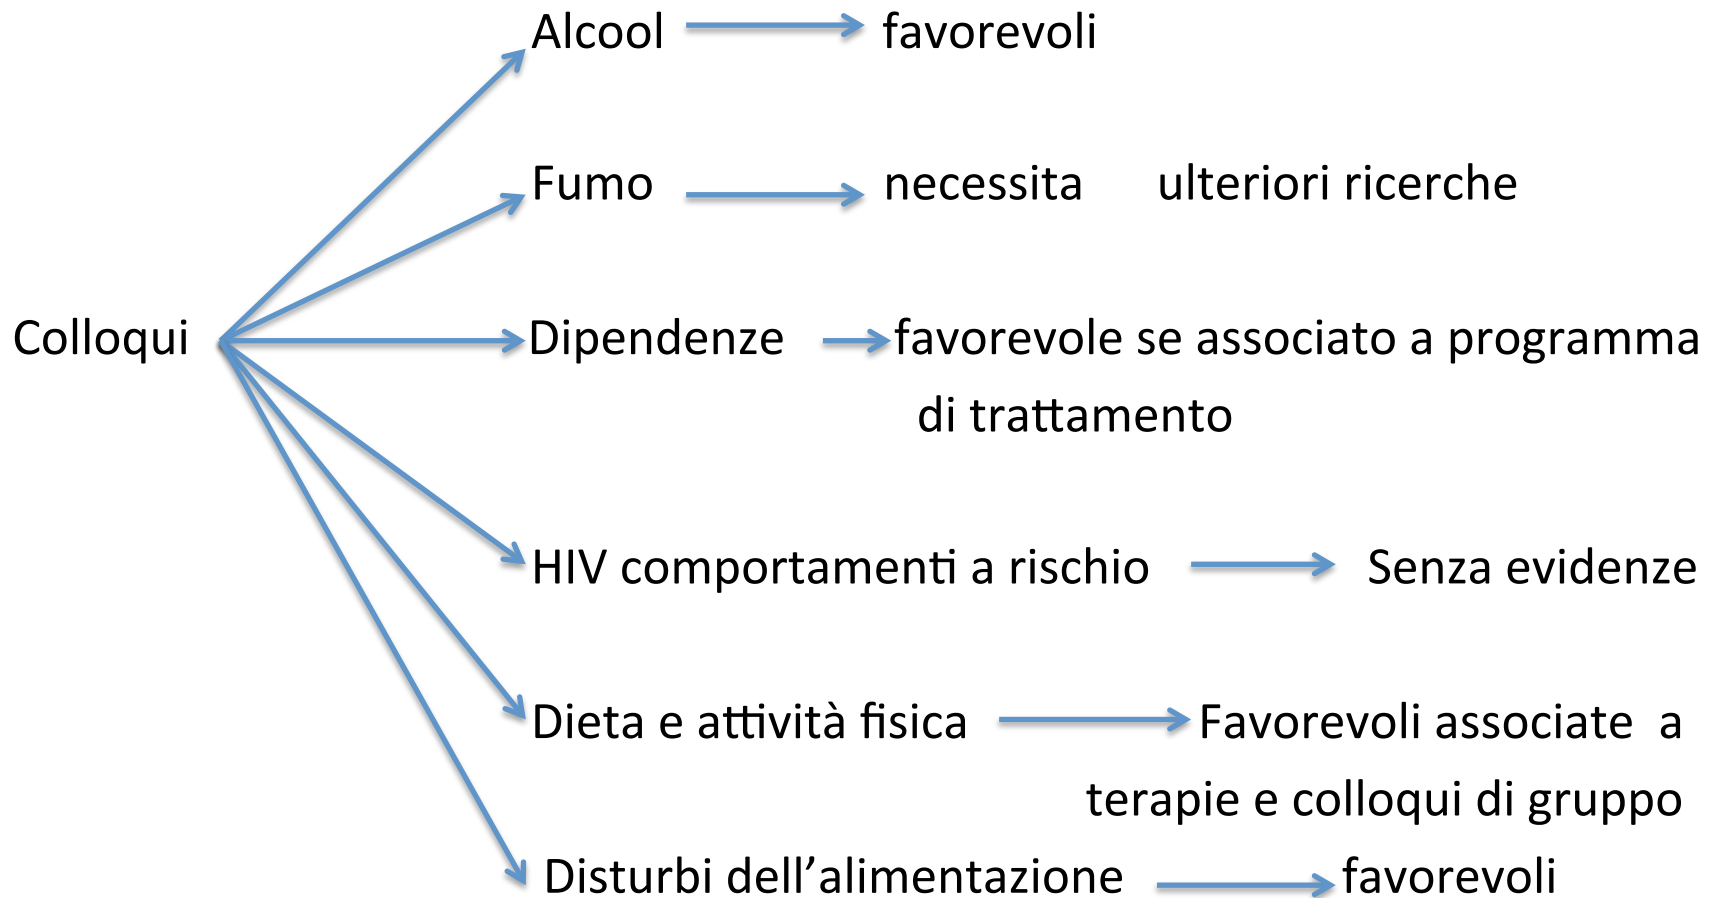 Alcool favorevoli
Fumo necessita ulteriori ricerche
Colloqui Dipendenze favorevole se associato a programma
di trattamento
HIV comportamenti a rischio Senza evidenze
Dieta e attività fisica Favorevoli associate a
terapie e colloqui di gruppo
Disturbi dell’alimentazione favorevoli